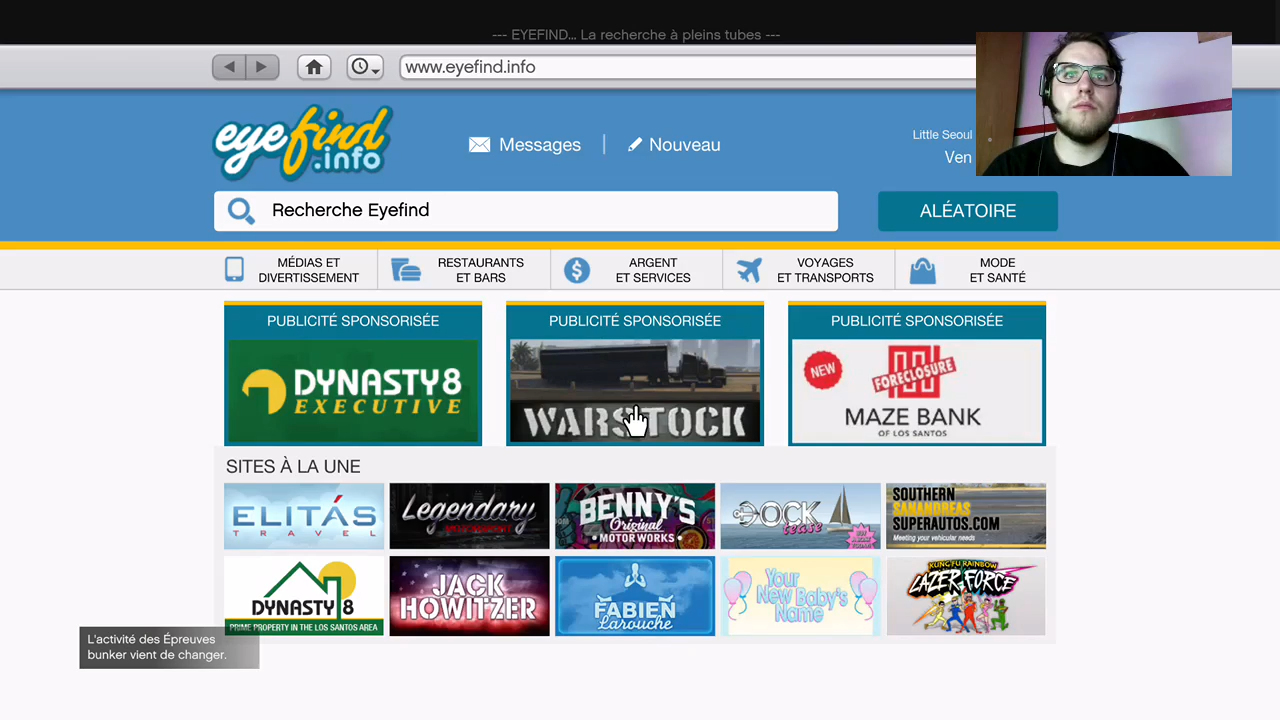 --- EYEFIND... La recherche à pleins tubes ---
www.eyefind.info
eyefind
.info
Messages
Nouveau
Little Seoul
Ven
Recherche Eyefind
ALÉATOIRE
MÉDIAS ET
DIVERTISSEMENT
RESTAURANTS
ET BARS
ARGENT
ET SERVICES
VOYAGES
ET TRANSPORTS
MODE
ET SANTÉ
PUBLICITÉ SPONSORISÉE
DYNASTY 8
EXECUTIVE
PUBLICITÉ SPONSORISÉE
WARSTOCK
PUBLICITÉ SPONSORISÉE
NEW
FORECLOSURE
MAZE BANK
OF LOS SANTOS
SITES À LA UNE
ELITÁS
TRAVEL
Legendary
BENNY'S
Original
MOTOR WORKS
DOCK
tease
SOUTHERN
SANANDREAS
SUPERAUTOS.COM
Meeting your vehicular needs
DYNASTY 8
PRIME PROPERTY IN THE LOS SANTOS AREA
JACK
HOWITZER
FABIEN
Larouche
Your
New Baby's
Name
KUNG FU RAINBOW
LAZER FORCE
L'activité des Épreuves
bunker vient de changer.